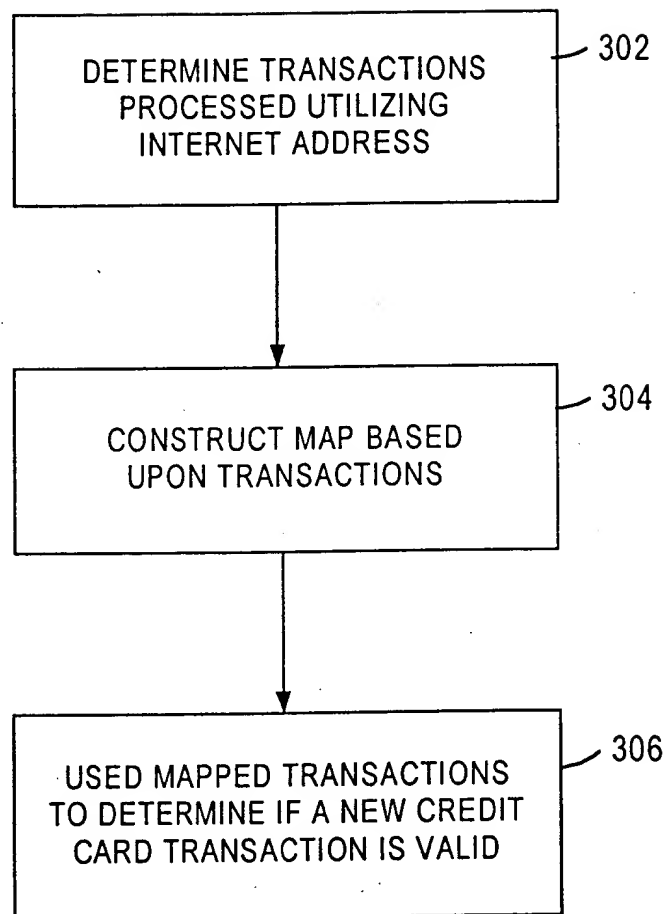 DETERMINE TRANSACTIONS
PROCESSED UTILIZING
INTERNET ADDRESS
302
CONSTRUCT MAP BASED
UPON TRANSACTIONS
304
USED MAPPED TRANSACTIONS
TO DETERMINE IF A NEW CREDIT
CARD TRANSACTION IS VALID
306